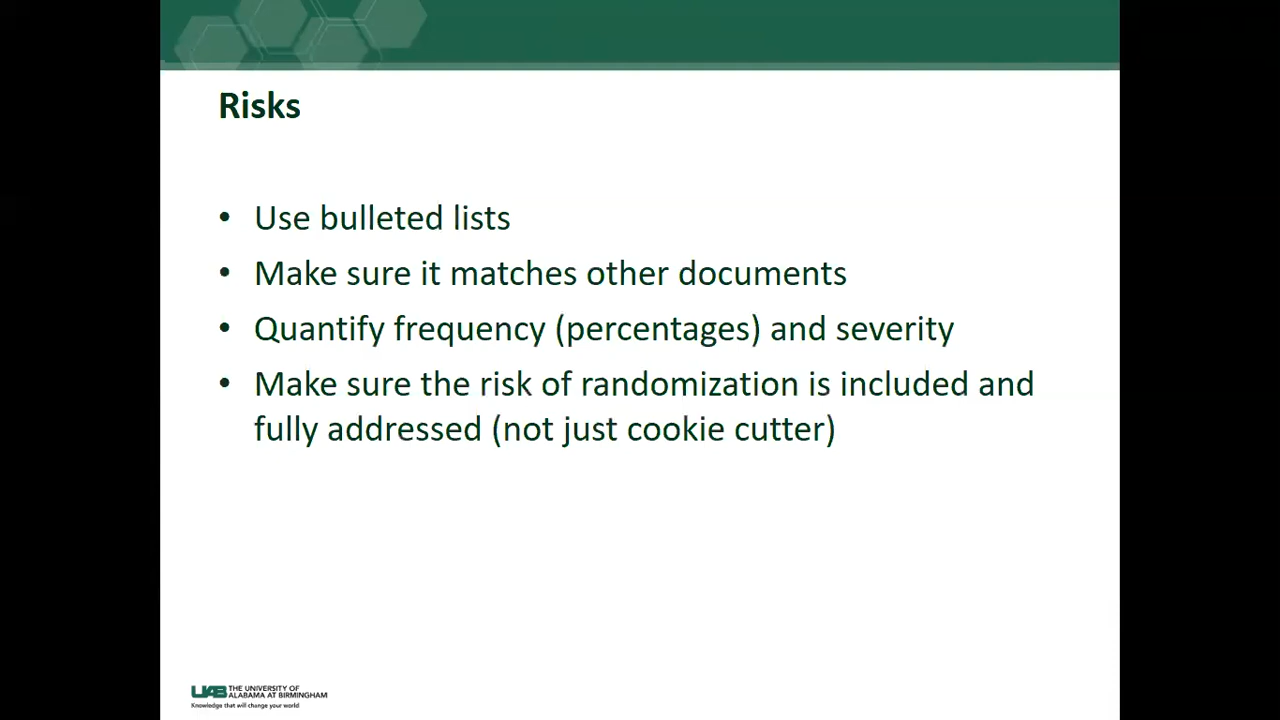 Risks
• Use bulleted lists
• Make sure it matches other documents
• Quantify frequency (percentages) and severity
• Make sure the risk of randomization is included and
fully addressed (not just cookie cutter)
UAB THE UNIVERSITY OF
ALABAMA AT BIRMINGHAM
Knowledge that will change your world